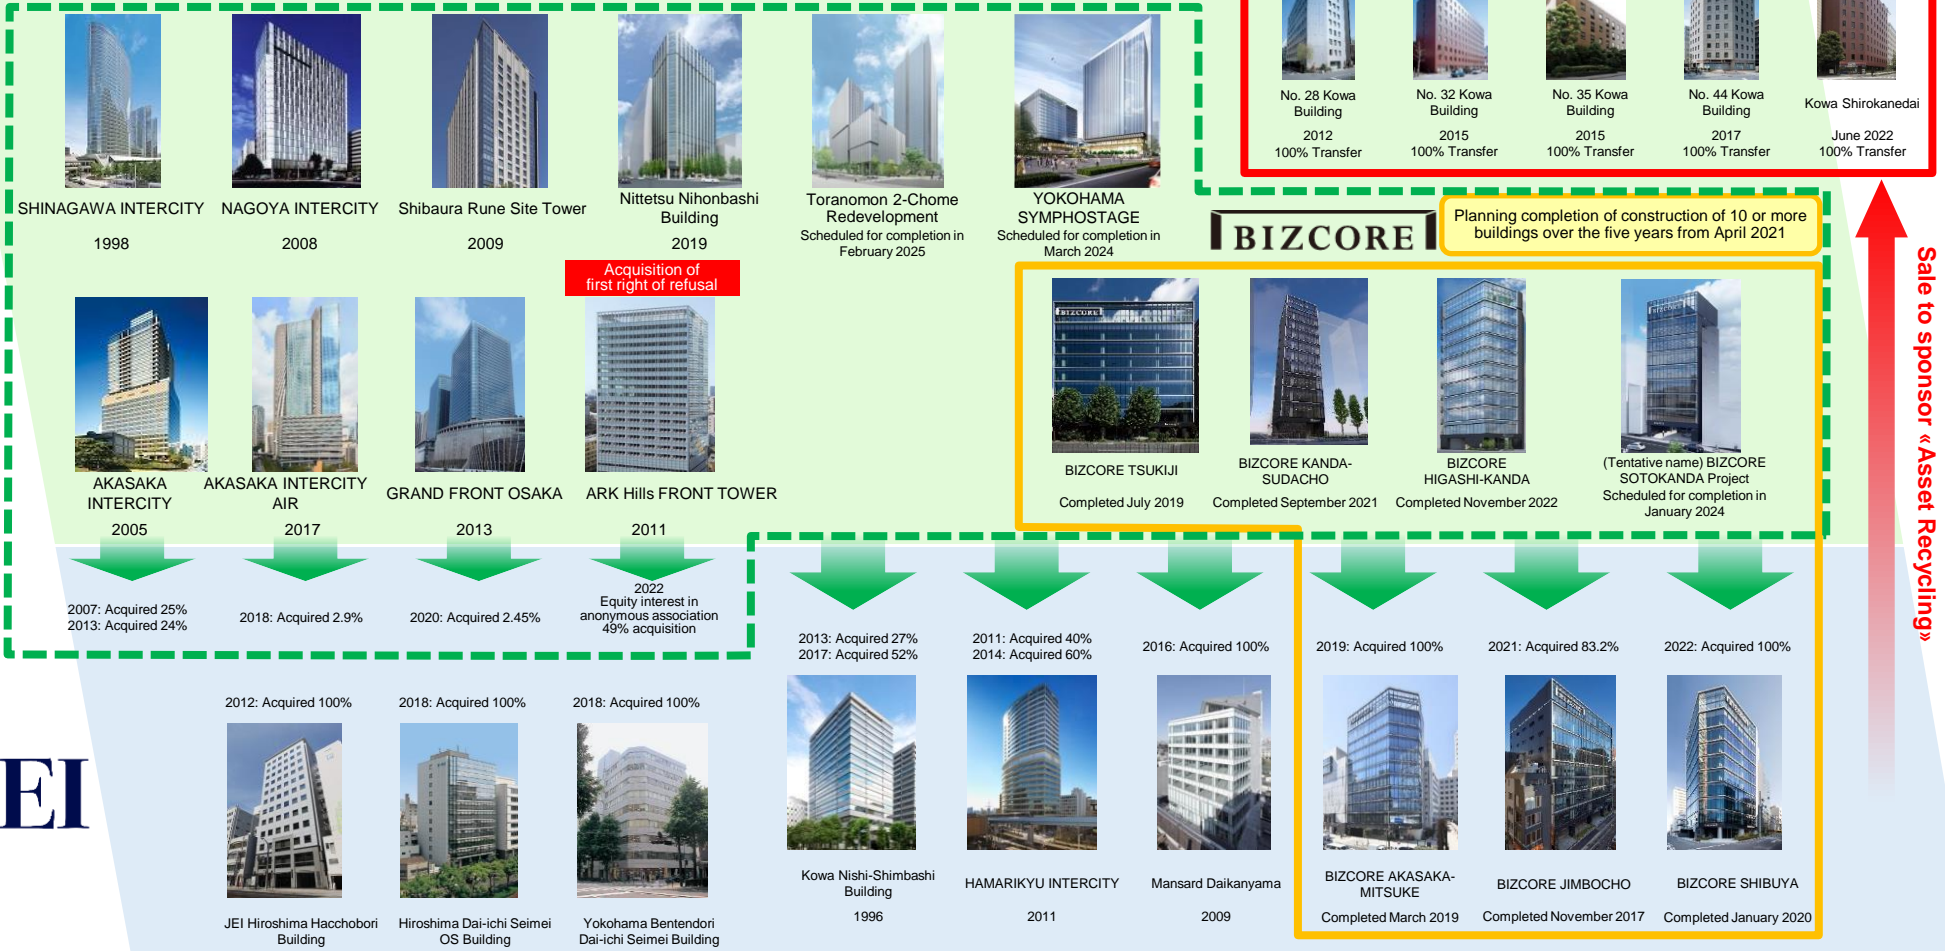 No. 28 Kowa
Building
2012
100% Transfer
No. 32 Kowa
Building
2015
100% Transfer
No. 35 Kowa
Building
2015
100% Transfer
No. 44 Kowa
Building
2017
100% Transfer
Kowa Shirokanedai
June 2022
100% Transfer
SHINAGAWA INTERCITY
1998
NAGOYA INTERCITY
2008
Shibaura Rune Site Tower
2009
Nittetsu Nihonbashi
Building
2019
Toranomon 2-Chome
Redevelopment
Scheduled for completion in
February 2025
YOKOHAMA
SYMPHOSTAGE
Scheduled for completion in
March 2024
BIZCORE
Planning completion of construction of 10 or more
buildings over the five years from April 2021
Sale to sponsor «Asset Recycling»
Acquisition of
first right of refusal
AKASAKA
INTERCITY
2005
AKASAKA INTERCITY
AIR
2017
GRAND FRONT OSAKA
2013
ARK Hills FRONT TOWER
2011
BIZCORE
BIZCORE TSUKIJI
Completed July 2019
BIZCORE KANDA-
SUDACHO
Completed September 2021
BIZCORE
HIGASHI-KANDA
Completed November 2022
BIZCORE
(Tentative name) BIZCORE
SOTOKANDA Project
Scheduled for completion in
January 2024
2007: Acquired 25%
2013: Acquired 24%
2018: Acquired 2.9%
2020: Acquired 2.45%
2022
Equity interest in
anonymous association
49% acquisition
2013: Acquired 27%
2017: Acquired 52%
2011: Acquired 40%
2014: Acquired 60%
2016: Acquired 100%
2019: Acquired 100%
2021: Acquired 83.2%
2022: Acquired 100%
2012: Acquired 100%
2018: Acquired 100%
2018: Acquired 100%
EI
JEI Hiroshima Hacchobori
Building
Hiroshima Dai-ichi Seimei
OS Building
Yokohama Bentendori
Dai-ichi Seimei Building
Kowa Nishi-Shimbashi
Building
1996
HAMARIKYU INTERCITY
2011
Mansard Daikanyama
2009
BIZCORE AKASAKA-
MITSUKE
Completed March 2019
BIZCORE JIMBOCHO
Completed November 2017
BIZCORE SHIBUYA
Completed January 2020